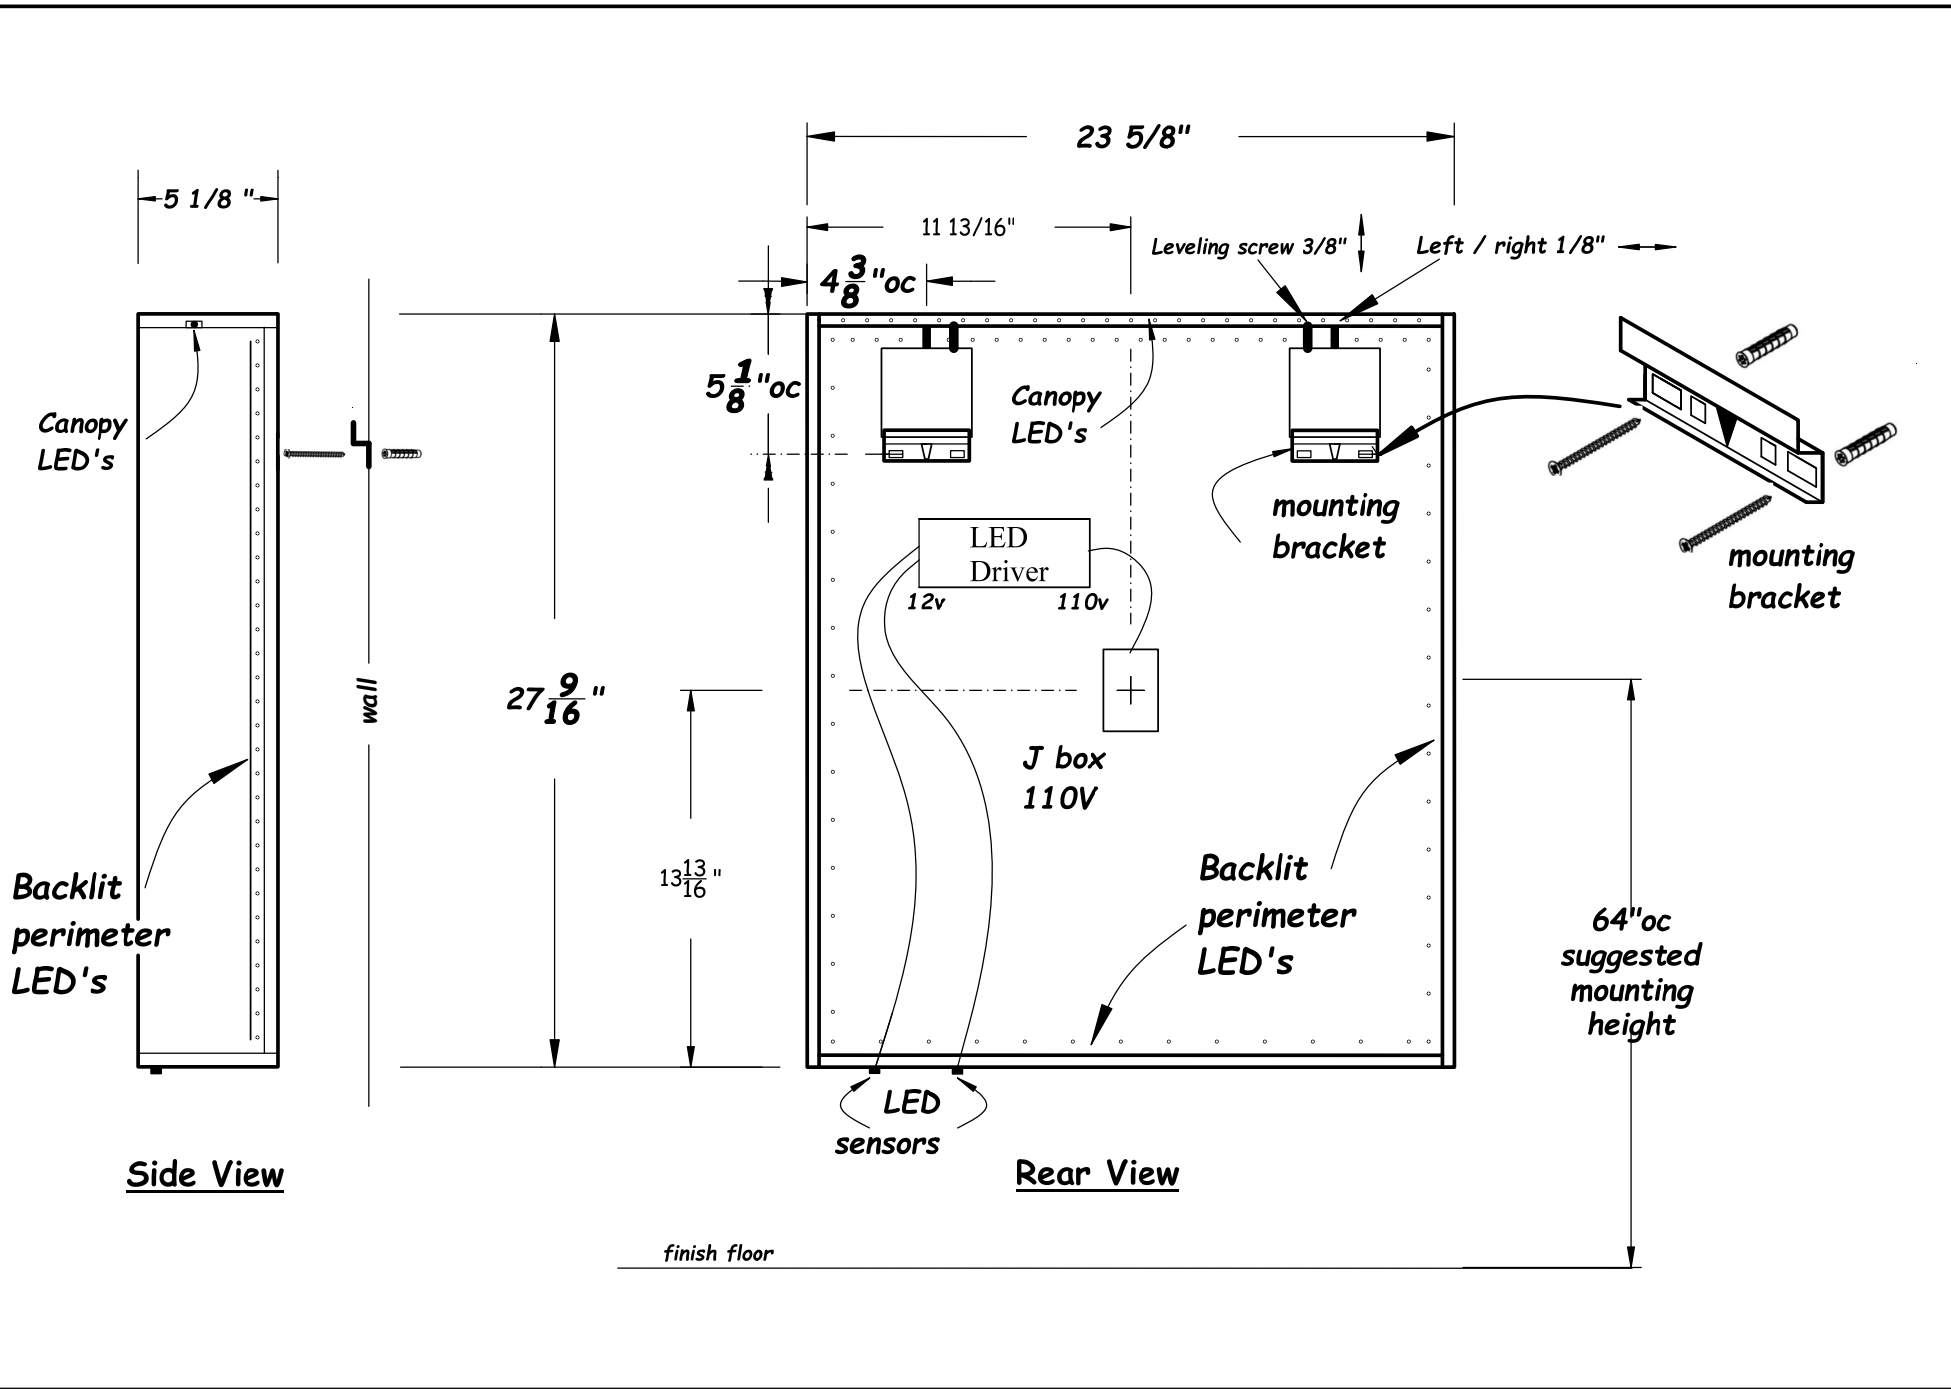 23 5/8"
5 1/8 "
11 13/16"
Leveling screw 3/8"
Left / right 1/8"
4 3/8 "oc
5 1/8 "oc
Canopy
LED's
Canopy
LED's
mounting
bracket
mounting
bracket
LED
Driver
12v
110v
wall
27 9/16 "
J box
110V
13 13/16 "
Backlit
perimeter
LED's
Backlit
perimeter
LED's
64"oc
suggested
mounting
height
LED
sensors
Side View
Rear View
finish floor